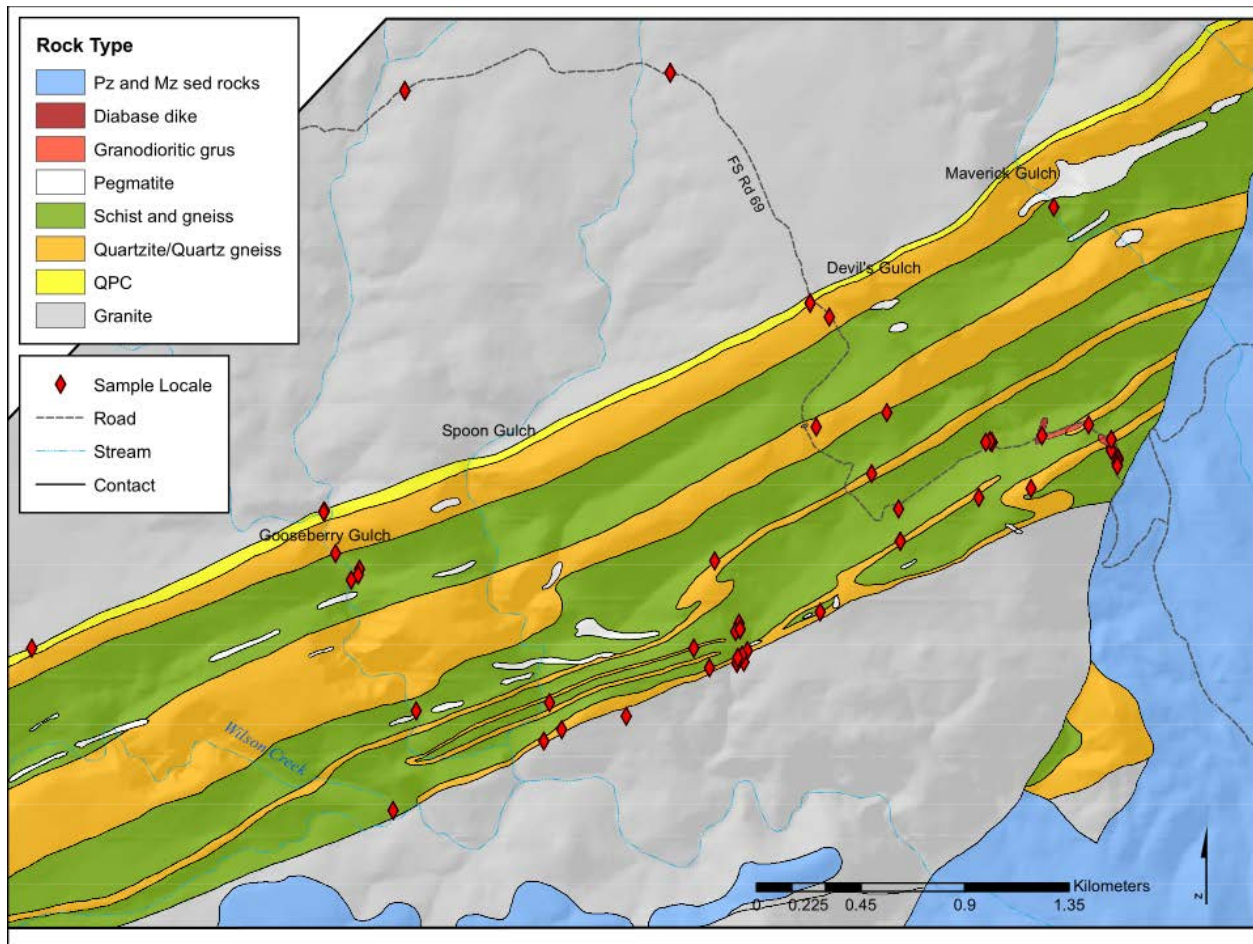 Rock Type
Pz and Mz sed rocks
Diabase dike
Granodioritic grus
Pegmatite
Schist and gneiss
Quartzite/Quartz gneiss
QPC
Granite
Sample Locale
Road
Stream
Contact
FS Rd 69
Maverick Gulch
Devil's Gulch
Spoon Gulch
Gooseberry Gulch
Wilson Creek
Kilometers
0 0.225 0.45 0.9 1.35
z